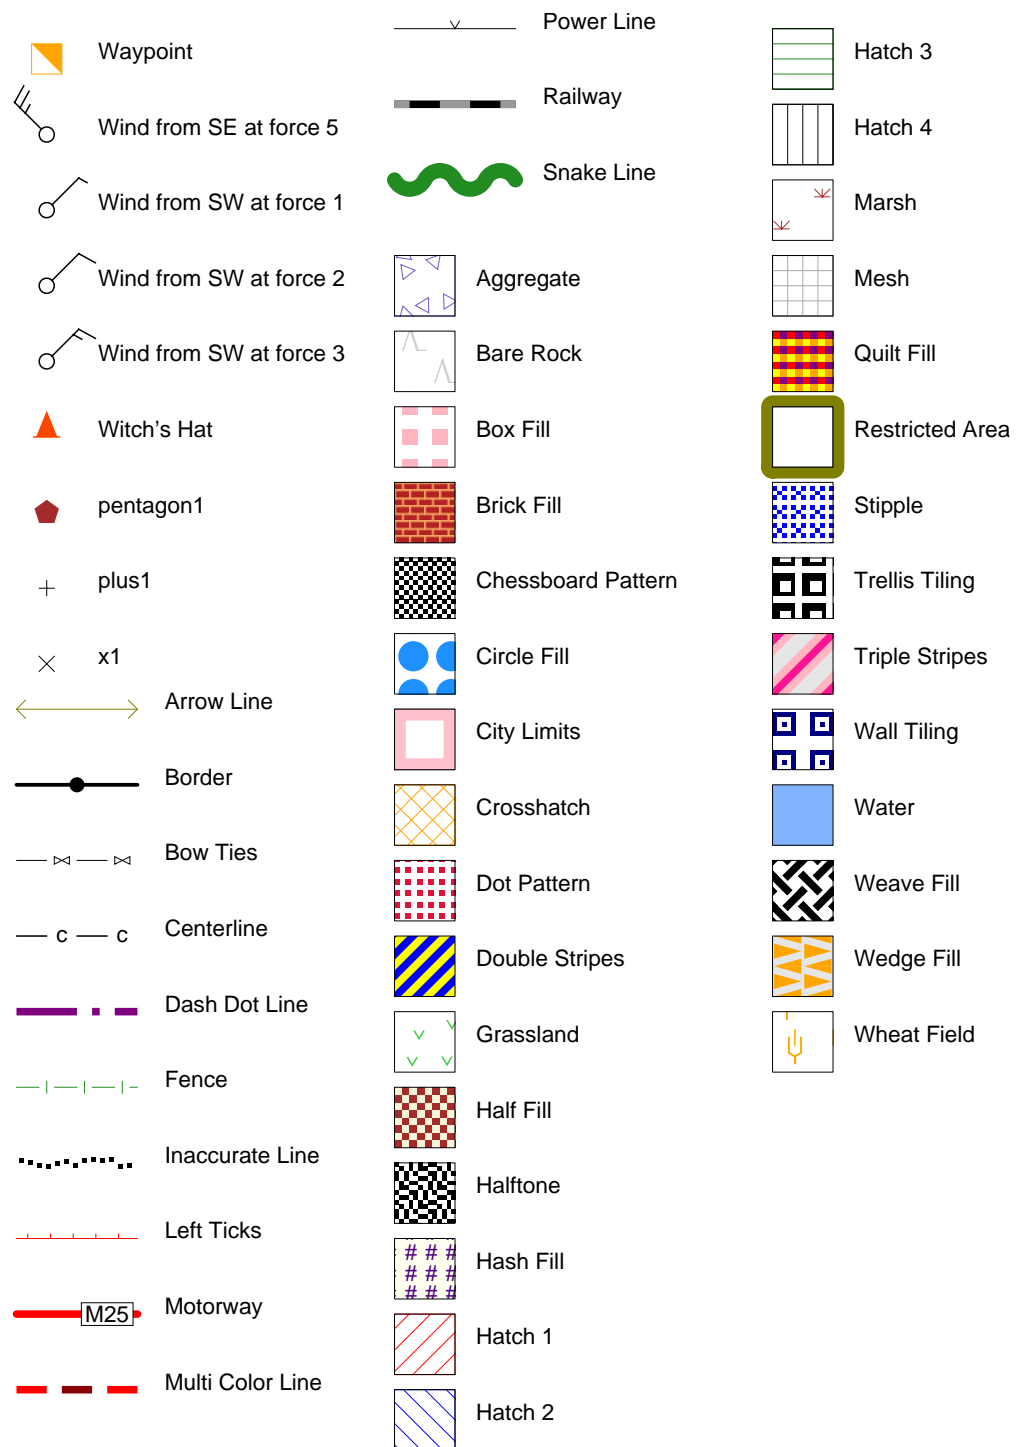 Waypoint
Wind from SE at force 5
Wind from SW at force 1
Wind from SW at force 2
Wind from SW at force 3
Witch's Hat
pentagon1
plus1
x1
Arrow Line
Border
Bow Ties
c c Centerline
Dash Dot Line
Fence
Inaccurate Line
Left Ticks
M25 Motorway
Multi Color Line
Power Line
Railway
Snake Line
Aggregate
Bare Rock
Box Fill
Brick Fill
Chessboard Pattern
Circle Fill
City Limits
Crosshatch
Dot Pattern
Double Stripes
Grassland
Half Fill
Halftone
Hash Fill
Hatch 1
Hatch 2
Hatch 3
Hatch 4
Marsh
Mesh
Quilt Fill
Restricted Area
Stipple
Trellis Tiling
Triple Stripes
Wall Tiling
Water
Weave Fill
Wedge Fill
Wheat Field